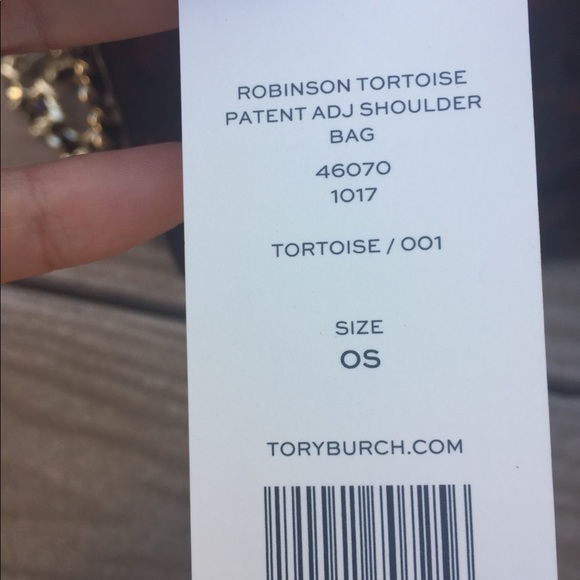 ROBINSON TORTOISE
PATENT ADJ SHOULDER
BAG
46070
1017
TORTOISE / 001
SIZE
OS
TORYBURCH.COM